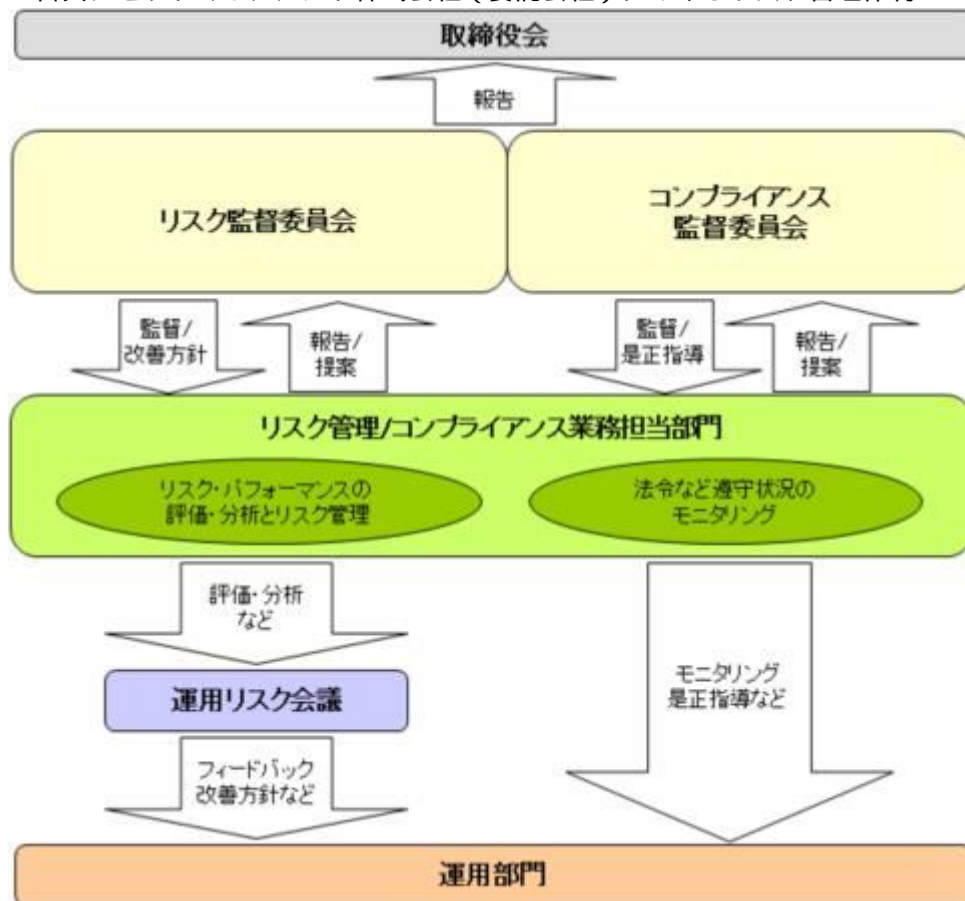 取締役会
報告
リスク監督委員会
コンプライアンス
監督委員会
監督/
改善方針
報告/
提案
監督/
是正指導
報告/
提案
リスク管理/コンプライアンス業務担当部門
リスク・パフォーマンスの
評価・分析とリスク管理
法令など遵守状況の
モニタリング
評価・分析
など
運用リスク会議
モニタリング
是正指導など
フィードバック
改善方針など
運用部門